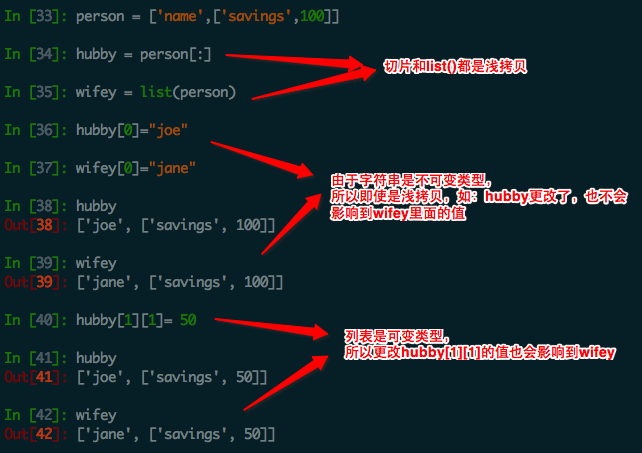 In [33]: person = ['name',['savings',100]]
In [34]: hubby = person[:]
切片和list()都是浅拷贝
In [35]: wifey = list(person)
In [36]: hubby[0]="joe"
In [37]: wifey[0]="jane"
由于字符串是不可变类型，
所以即使是浅拷贝，如：hubby更改了，也不会
影响到wifey里面的值
In [38]: hubby
Out[38]: ['joe', ['savings', 100]]
In [39]: wifey
Out[39]: ['jane', ['savings', 100]]
In [40]: hubby[1][1]= 50
列表是可变类型，
所以更改hubby[1][1]的值也会影响到wifey
In [41]: hubby
Out[41]: ['joe', ['savings', 50]]
In [42]: wifey
Out[42]: ['jane', ['savings', 50]]